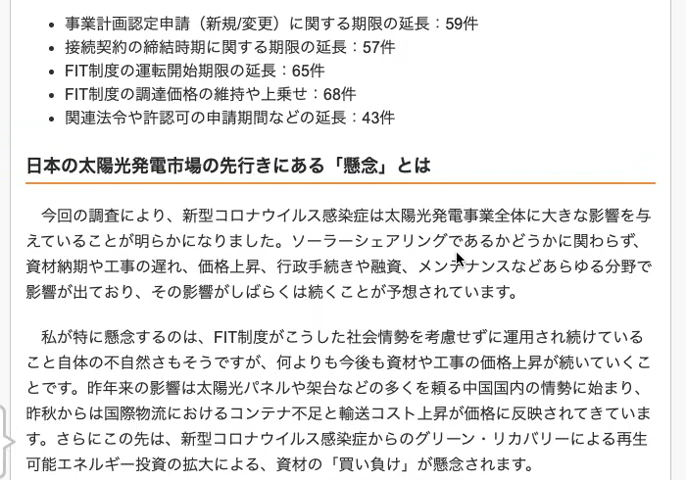 • 事業計画認定申請（新規/変更）に関する期限の延長：59件
• 接続契約の締結時期に関する期限の延長：57件
• FIT制度の運転開始期限の延長：65件
• FIT制度の調達価格の維持や上乗せ：68件
• 関連法令や許認可の申請期間などの延長：43件
日本の太陽光発電市場の先行きにある「懸念」とは
　今回の調査により、新型コロナウイルス感染症は太陽光発電事業全体に大きな影響を与
えていることが明らかになりました。ソーラーシェアリングであるかどうかに関わらず、
資材納期や工事の遅れ、価格上昇、行政手続きや融資、メンテナンスなどあらゆる分野で
影響が出ており、その影響がしばらくは続くことが予想されています。
　私が特に懸念するのは、FIT制度がこうした社会情勢を考慮せずに運用され続けている
こと自体の不自然さもそうですが、何よりも今後も資材や工事の価格上昇が続いていくこ
とです。昨年来の影響は太陽光パネルや架台などの多くを頼る中国国内の情勢に始まり、
昨秋からは国際物流におけるコンテナ不足と輸送コスト上昇が価格に反映されてきていま
す。さらにこの先は、新型コロナウイルス感染症からのグリーン・リカバリーによる再生
可能エネルギー投資の拡大による、資材の「買い負け」が懸念されます。